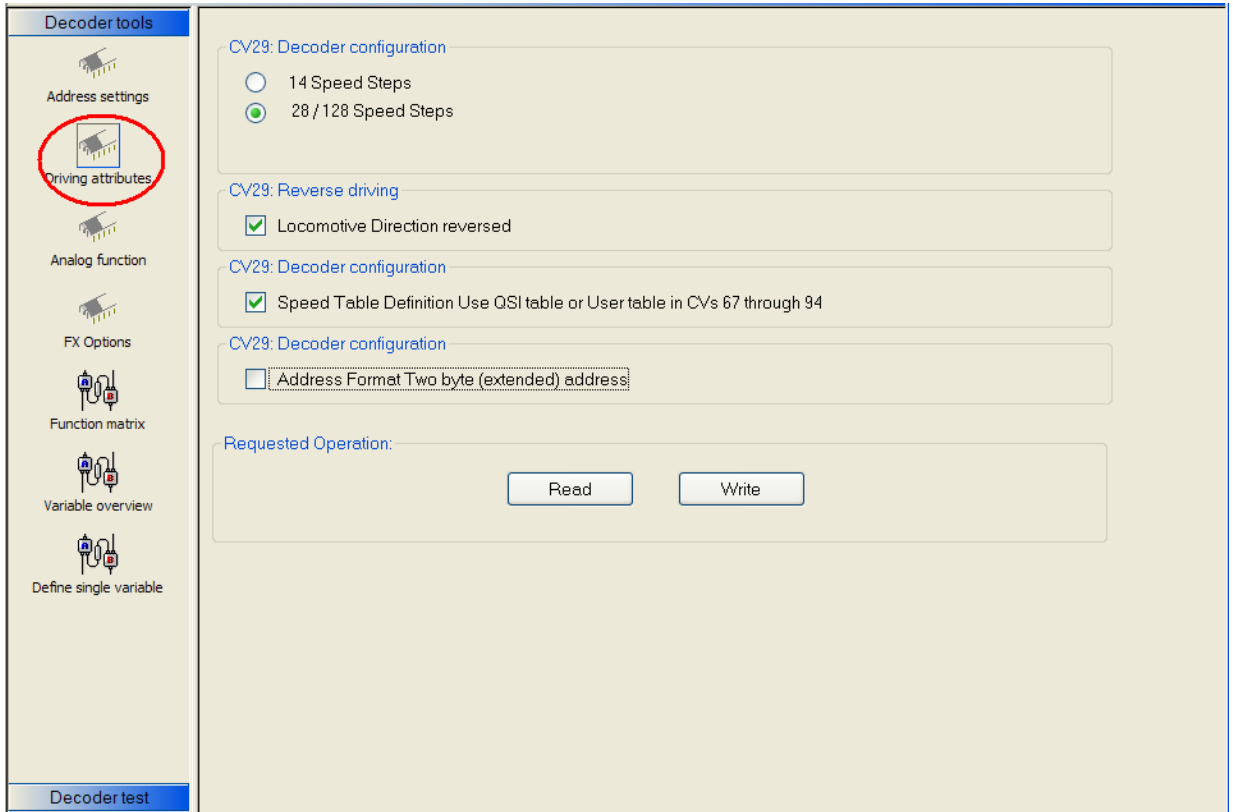 Decoder tools
Address settings
Driving attributes
Analog function
FX Options
Function matrix
Variable overview
Define single variable
Decoder test
CV29: Decoder configuration
14 Speed Steps
28 / 128 Speed Steps
CV29: Reverse driving
Locomotive Direction reversed
CV29: Decoder configuration
Speed Table Definition Use QSI table or User table in CVs 67 through 94
CV29: Decoder configuration
Address Format Two byte (extended) address
Requested Operation:
Read Write